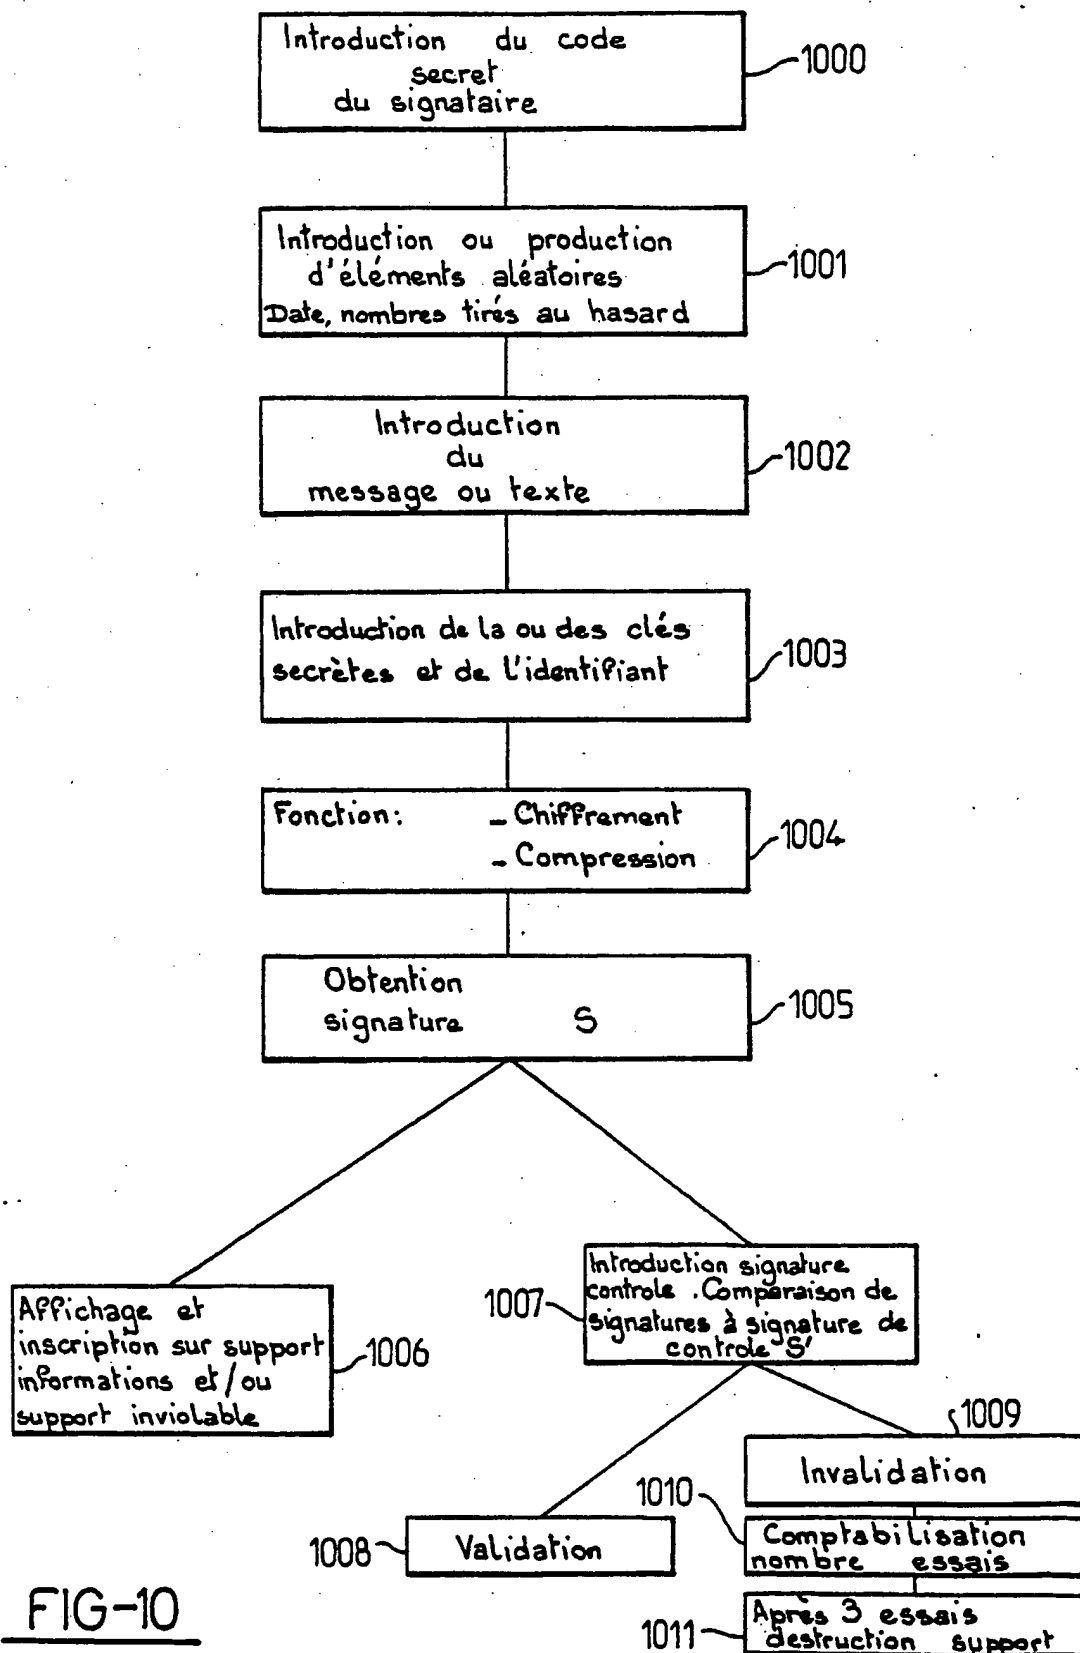 Introduction du code
secret
du signataire
1000
Introduction ou production
d'éléments aléatoires
Date, nombres tirés au hasard
1001
Introduction
du
message ou texte
1002
Introduction de la ou des clés
secrètes et de l'identifiant
1003
Fonction: - Chiffrement
- Compression
1004
Obtention
signature S
1005
Affichage et
inscription sur support
informations et/ou
support inviolable
1006
Introduction signature
controle . Comparaison de
signatures à signature de
controle S'
1007
Validation
1008
Invalidation
1009
Comptabilisation
nombre essais
1010
Après 3 essais
destruction support
1011
FIG-10